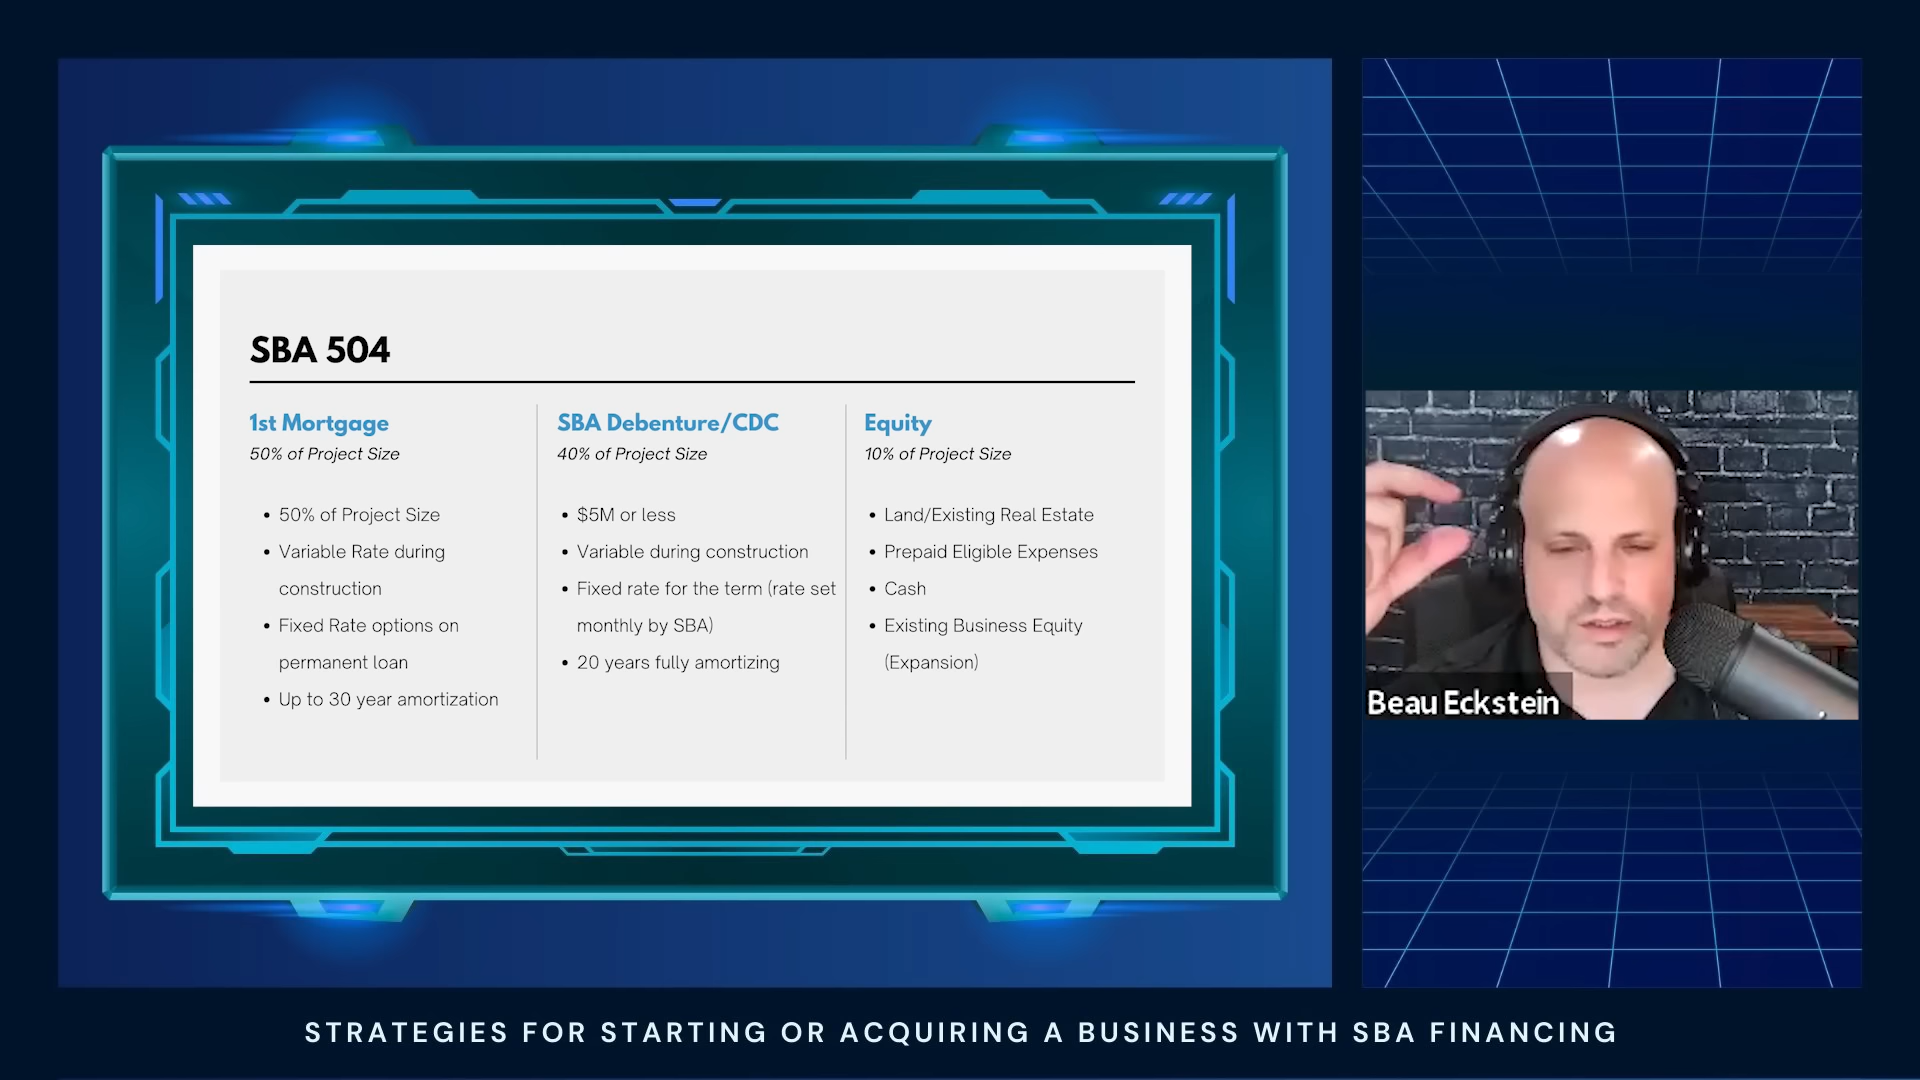 SBA 504
1st Mortgage
50% of Project Size
• 50% of Project Size
• Variable Rate during
construction
• Fixed Rate options on
permanent loan
• Up to 30 year amortization
SBA Debenture/CDC
40% of Project Size
• $5M or less
• Variable during construction
• Fixed rate for the term (rate set
monthly by SBA)
• 20 years fully amortizing
Equity
10% of Project Size
• Land/Existing Real Estate
• Prepaid Eligible Expenses
• Cash
• Existing Business Equity
(Expansion)
Beau Eckstein
STRATEGIES FOR STARTING OR ACQUIRING A BUSINESS WITH SBA FINANCING